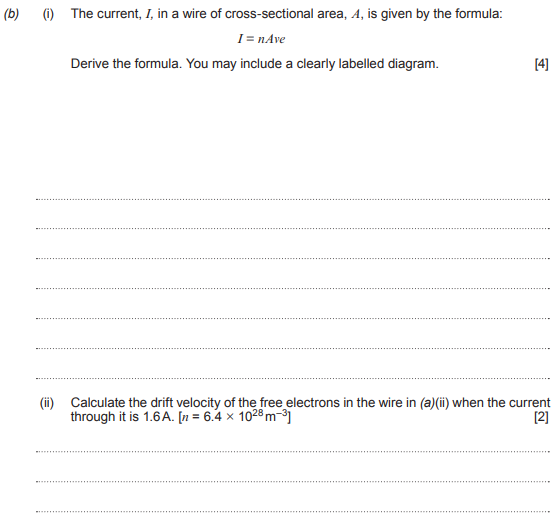 (b) (i) The current, I, in a wire of cross-sectional area, A, is given by the formula:
I = nAve
Derive the formula. You may include a clearly labelled diagram. [4]
(ii) Calculate the drift velocity of the free electrons in the wire in (a)(ii) when the current
through it is 1.6 A. [n = 6.4 × 10²⁸ m⁻³] [2]